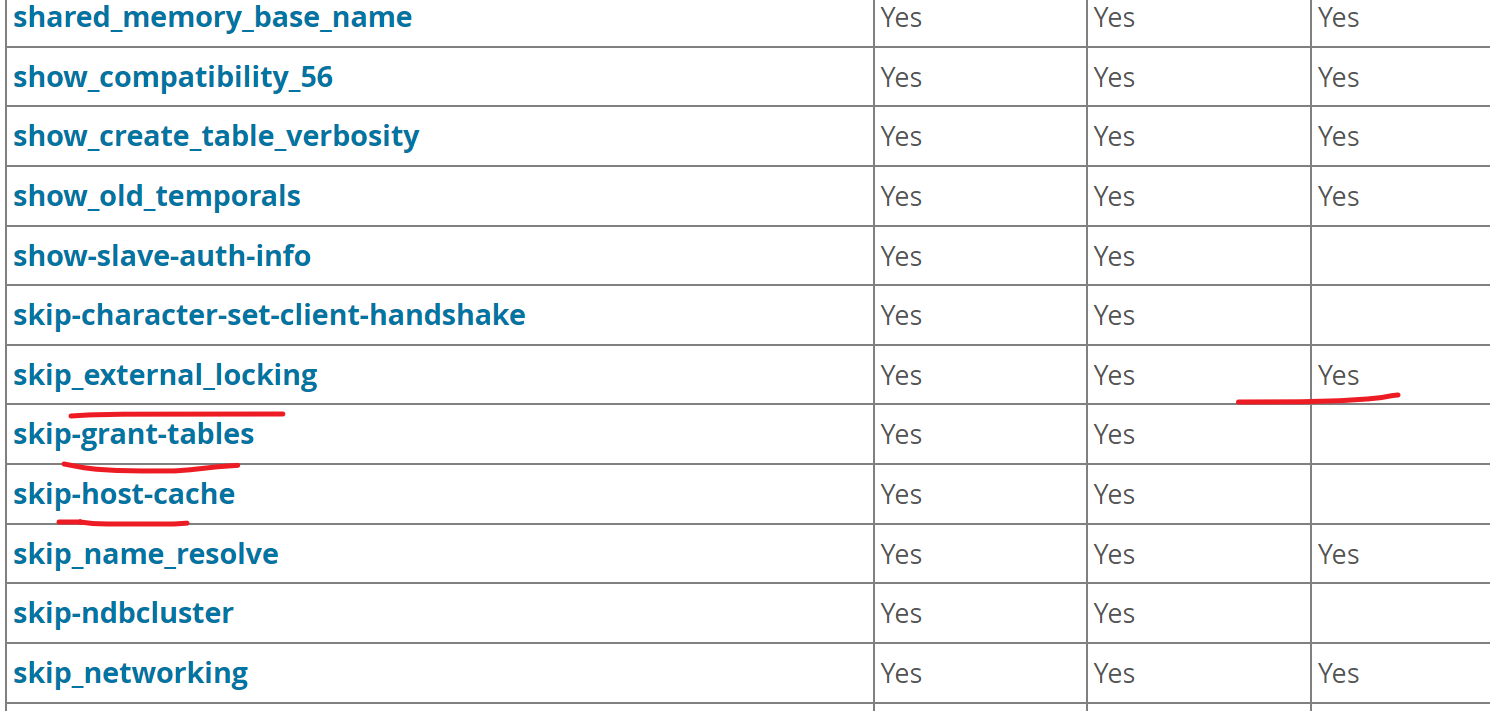 shared_memory_base_name Yes Yes Yes
show_compatibility_56 Yes Yes Yes
show_create_table_verbosity Yes Yes Yes
show_old_temporals Yes Yes Yes
show-slave-auth-info Yes Yes
skip-character-set-client-handshake Yes Yes
skip_external_locking Yes Yes Yes
skip-grant-tables Yes Yes
skip-host-cache Yes Yes
skip_name_resolve Yes Yes Yes
skip-ndbcluster Yes Yes
skip_networking Yes Yes Yes